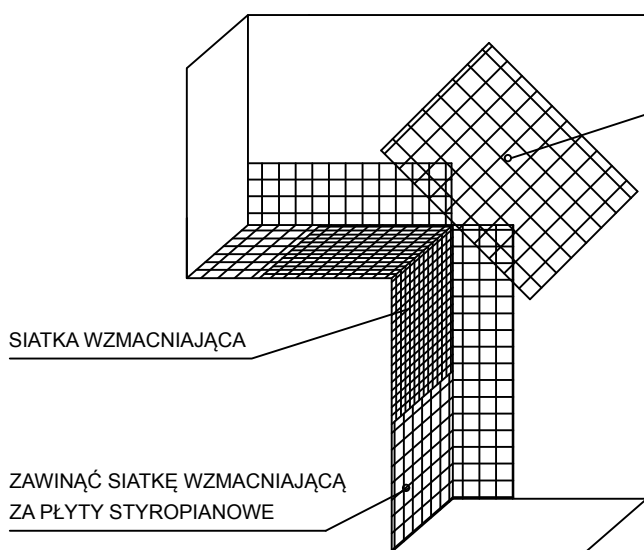 SIATKA WZMACNIAJĄCA
ZAWINĄĆ SIATKĘ WZMACNIAJĄCĄ
ZA PŁYTY STYROPIANOWE